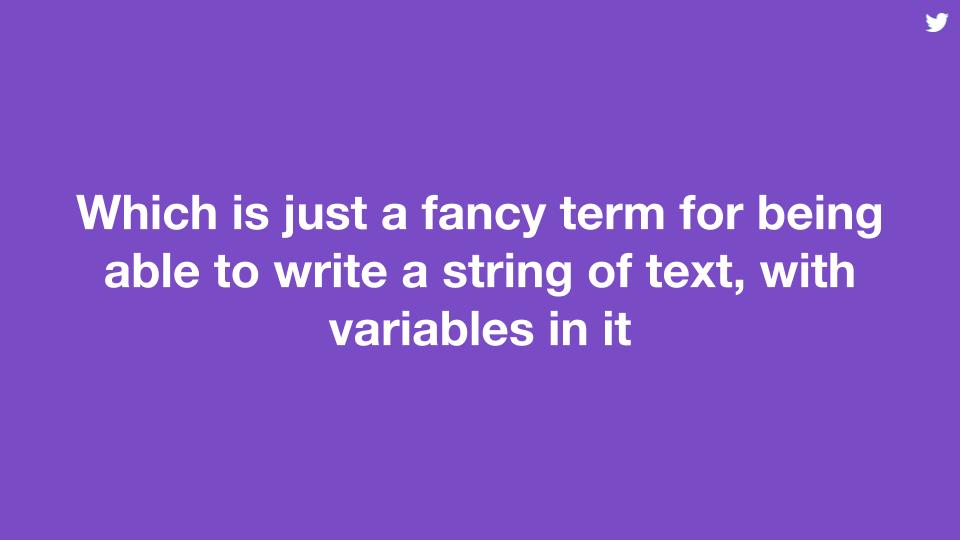 Which is just a fancy term for being
able to write a string of text, with
variables in it